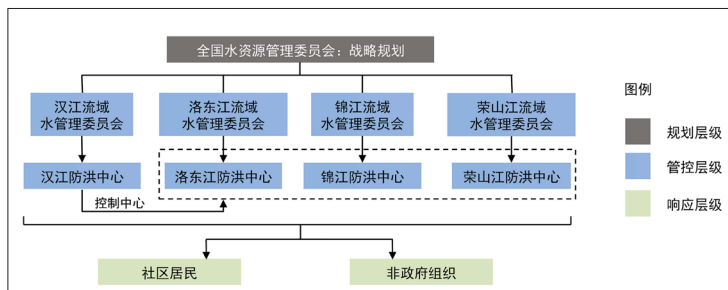 全国水资源管理委员会：战略规划
汉江流域
水管理委员会
洛东江流域
水管理委员会
锦江流域
水管理委员会
荣山江流域
水管理委员会
汉江防洪中心
洛东江防洪中心
锦江防洪中心
荣山江防洪中心
控制中心
社区居民
非政府组织
图例
规划层级
管控层级
响应层级